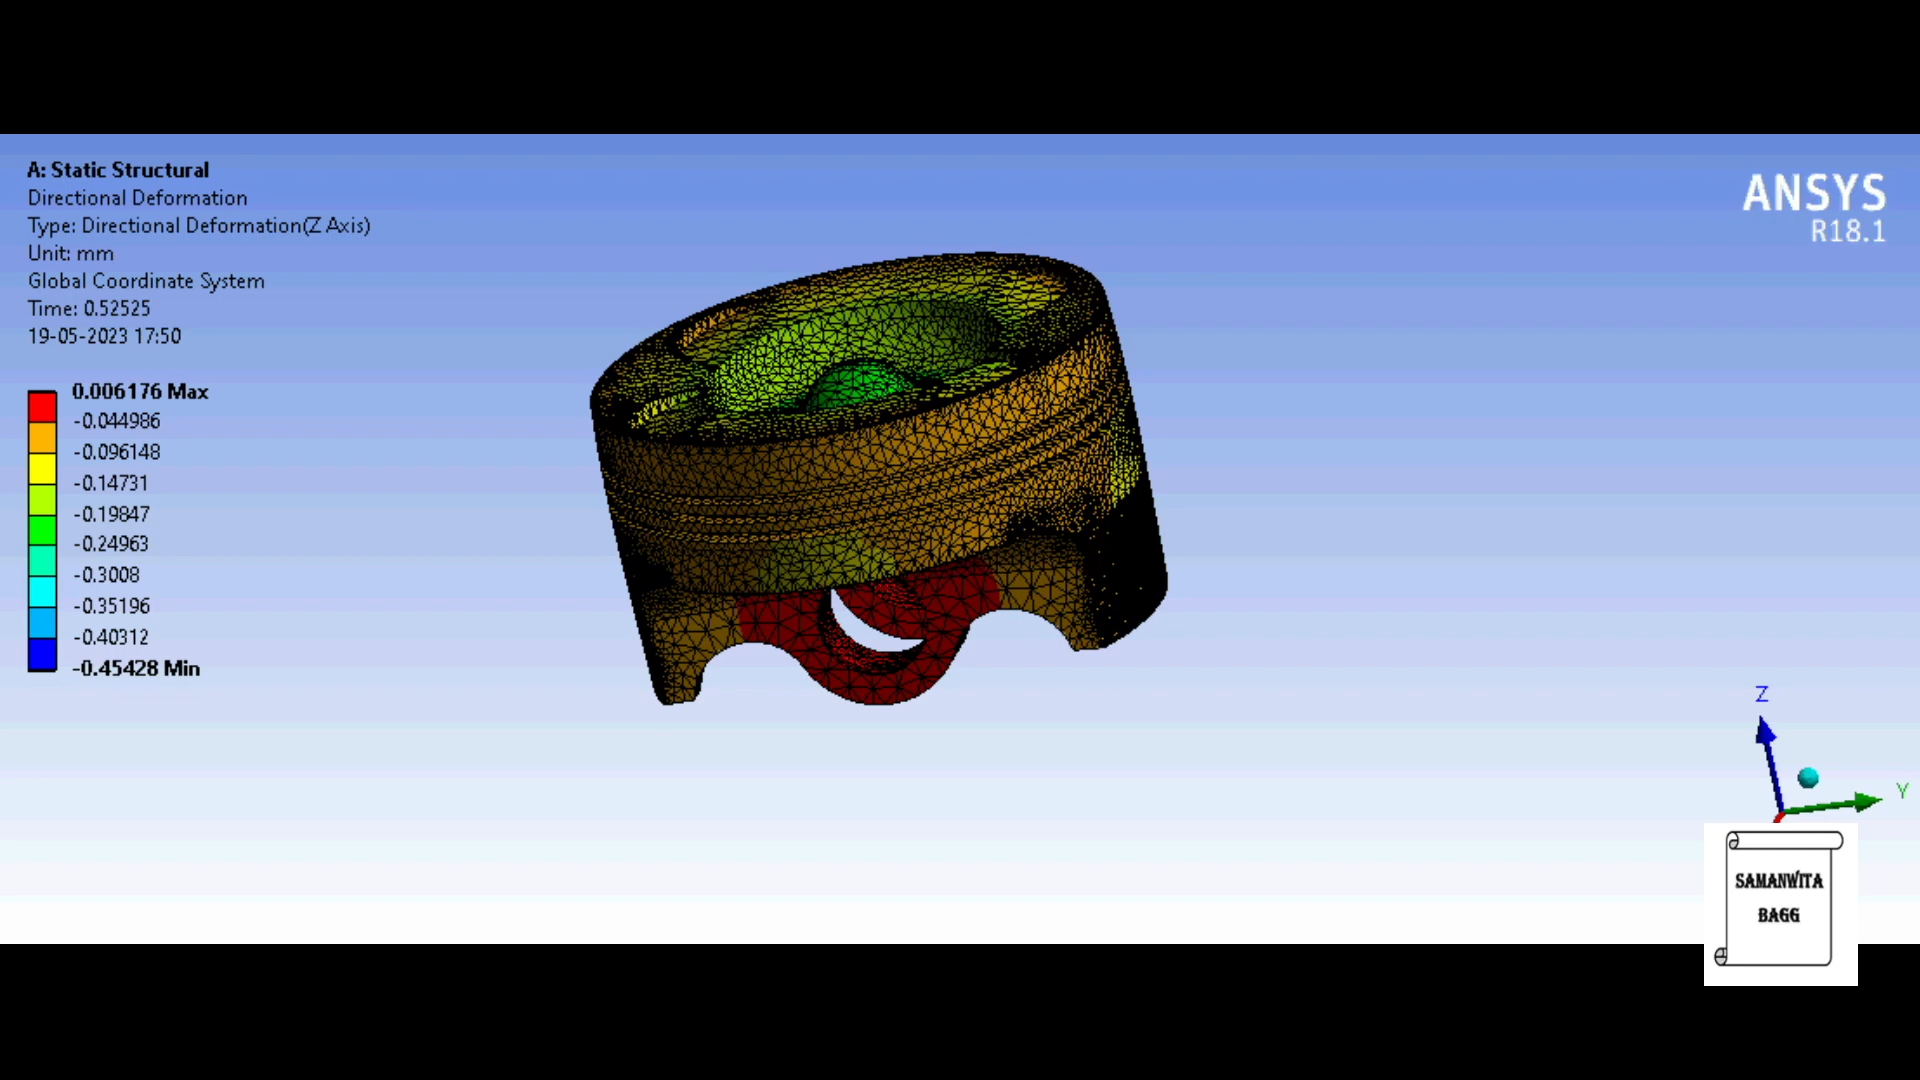 A: Static Structural
Directional Deformation
Type: Directional Deformation(Z Axis)
Unit: mm
Global Coordinate System
Time: 0.52525
19-05-2023 17:50
0.006176 Max
-0.044986
-0.096148
-0.14731
-0.19847
-0.24963
-0.3008
-0.35196
-0.40312
-0.45428 Min
ANSYS
R18.1
Z
Y
SAMANWITA
BAGG